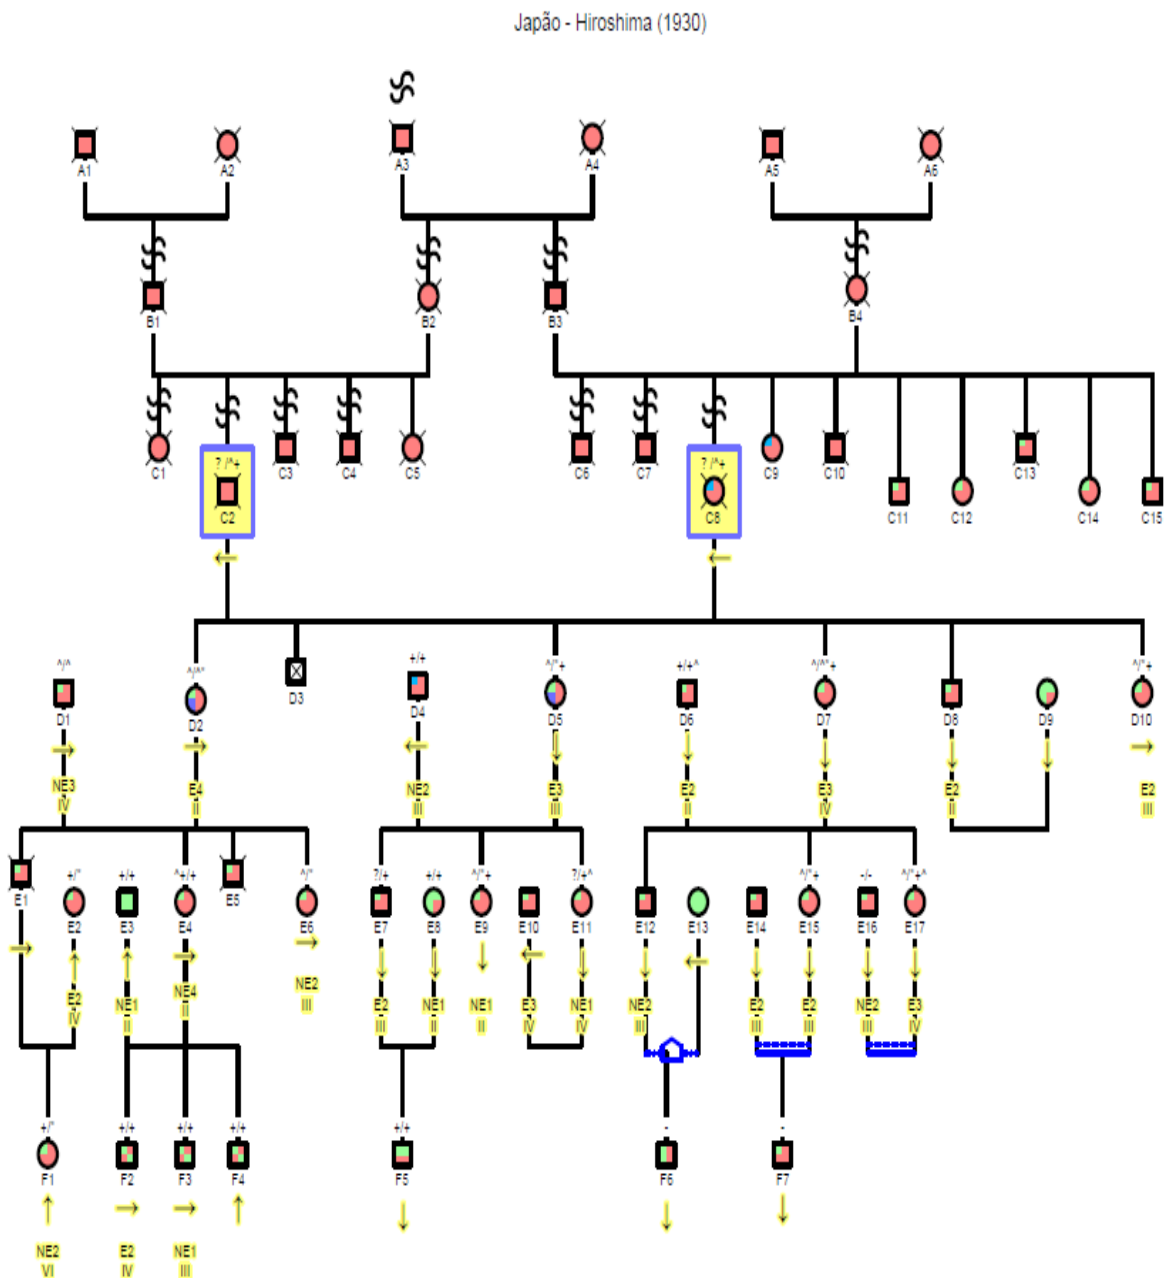 Japão - Hiroshima (1930)
A1 A2 A3 A4 A5 A6
B1 B2 B3 B4
? /^+ ? /^+
C1 C2 C3 C4 C5 C6 C7 C8 C9 C10 C11 C12 C13 C14 C15
← ←
^/^ ^/^" +/+ ^/"+ +/+^ ^/^"+ ^/"+
D1 D2 D3 D4 D5 D6 D7 D8 D9 D10
→ → ← ↓ ↓ ↓ ↓ ↓ →
NE3 E4 NE2 E3 E2 E3 E2 E2
IV II III III II IV II III
+/" +/+ ^+/+ ^/" ?/+ +/+ ^/"+ ?/+^ ^/"+ -/- ^/"+^
E1 E2 E3 E4 E5 E6 E7 E8 E9 E10 E11 E12 E13 E14 E15 E16 E17
→ ↑ ↑ → → ↓ ↓ ↓ ← ↓ ↓ ← ↓ ↓ ↓ ↓
E2 NE1 NE4 NE2 E2 NE1 NE1 E3 NE1 NE2 E2 E2 NE2 E3
IV II II III III II II IV IV III III III III IV
+/" +/+ +/+ +/+ +/+ - -
F1 F2 F3 F4 F5 F6 F7
↑ → → ↑ ↓ ↓ ↓
NE2 E2 NE1
VI IV III